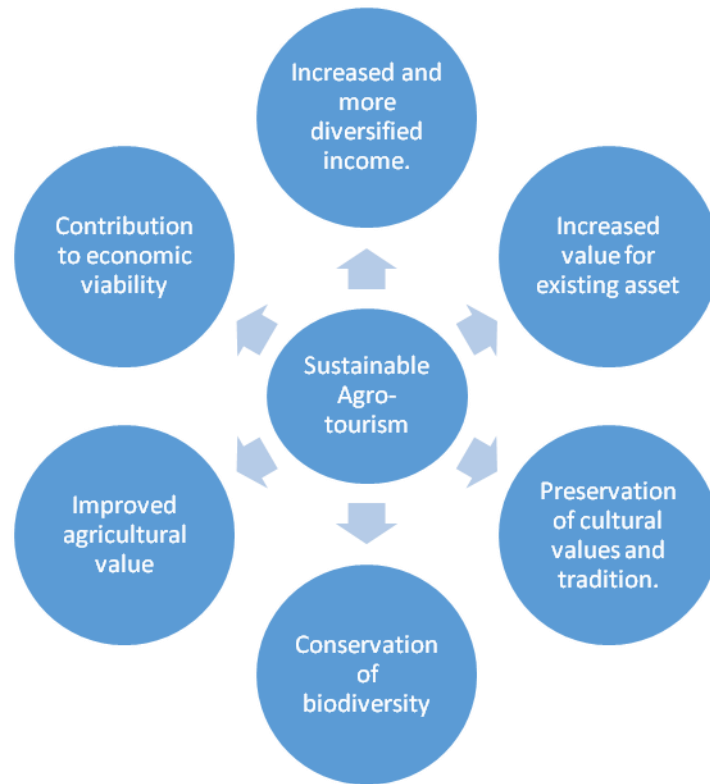 Increased and
more
diversified
income.
Contribution
to economic
viability
Increased
value for
existing asset
Sustainable
Agro-
tourism
Improved
agricultural
value
Preservation
of cultural
values and
tradition.
Conservation
of
biodiversity